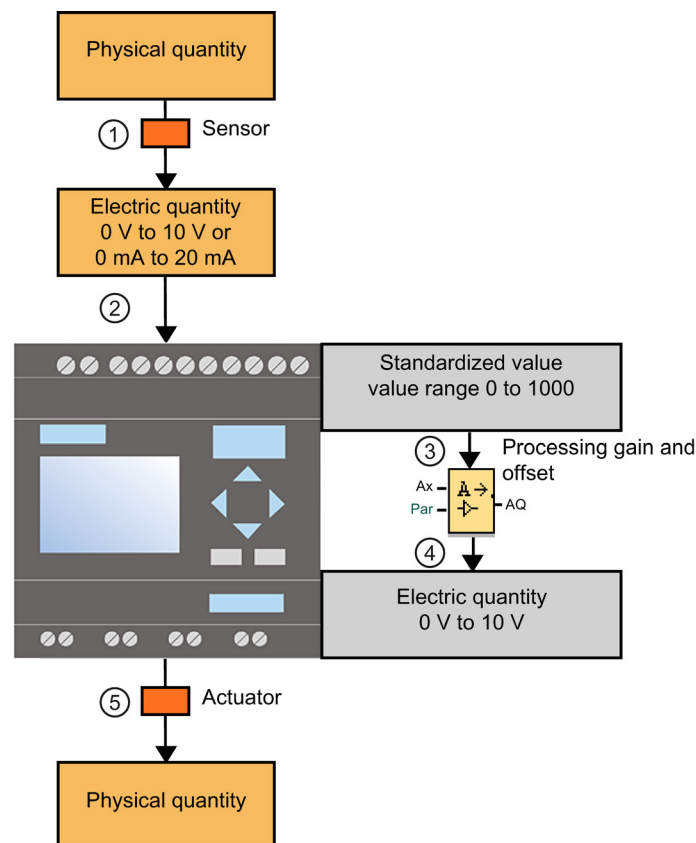 Physical quantity
① Sensor
Electric quantity
0 V to 10 V or
0 mA to 20 mA
②
Standardized value
value range 0 to 1000
③ Processing gain and
offset
Ax
A→
Par
AQ
④
Electric quantity
0 V to 10 V
⑤ Actuator
Physical quantity